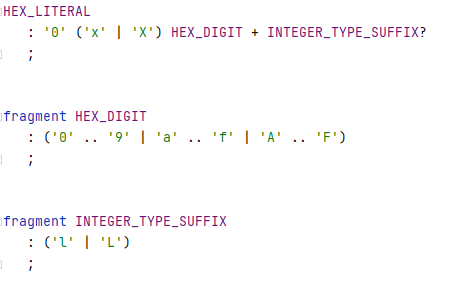 HEX_LITERAL
: '0' ('x' | 'X') HEX_DIGIT + INTEGER_TYPE_SUFFIX?
;
fragment HEX_DIGIT
: ('0' .. '9' | 'a' .. 'f' | 'A' .. 'F')
;
fragment INTEGER_TYPE_SUFFIX
: ('l' | 'L')
;